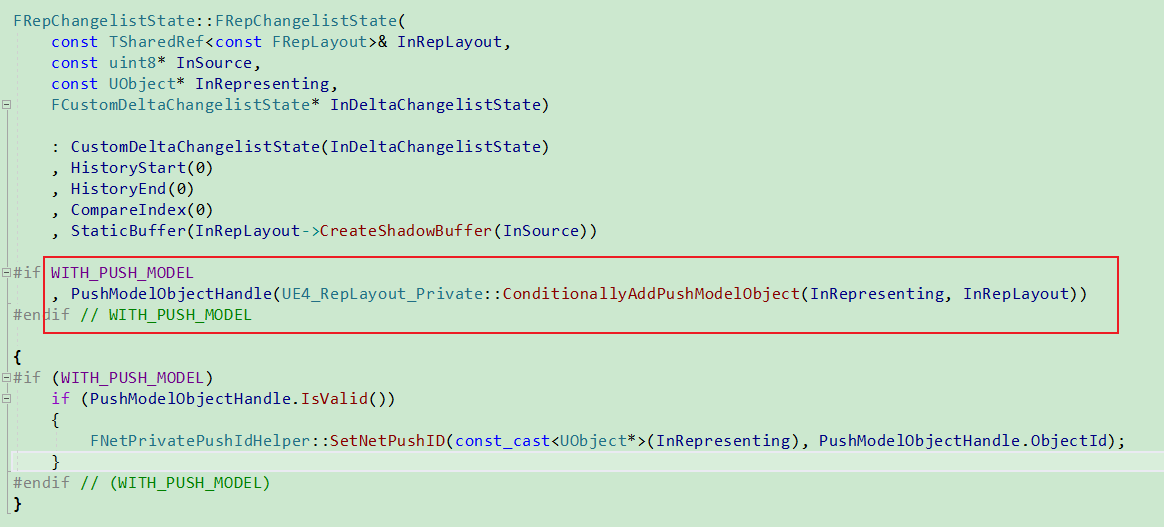 FRepChangelistState::FRepChangelistState(
    const TSharedRef<const FRepLayout>& InRepLayout,
    const uint8* InSource,
    const UObject* InRepresenting,
    FCustomDeltaChangelistState* InDeltaChangelistState)
    : CustomDeltaChangelistState(InDeltaChangelistState)
    , HistoryStart(0)
    , HistoryEnd(0)
    , CompareIndex(0)
    , StaticBuffer(InRepLayout->CreateShadowBuffer(InSource))
#if WITH_PUSH_MODEL
    , PushModelObjectHandle(UE4_RepLayout_Private::ConditionallyAddPushModelObject(InRepresenting, InRepLayout))
#endif // WITH_PUSH_MODEL
{
#if (WITH_PUSH_MODEL)
    if (PushModelObjectHandle.IsValid())
    {
        FNetPrivatePushIdHelper::SetNetPushID(const_cast<UObject*>(InRepresenting), PushModelObjectHandle.ObjectId);
    }
#endif // (WITH_PUSH_MODEL)
}